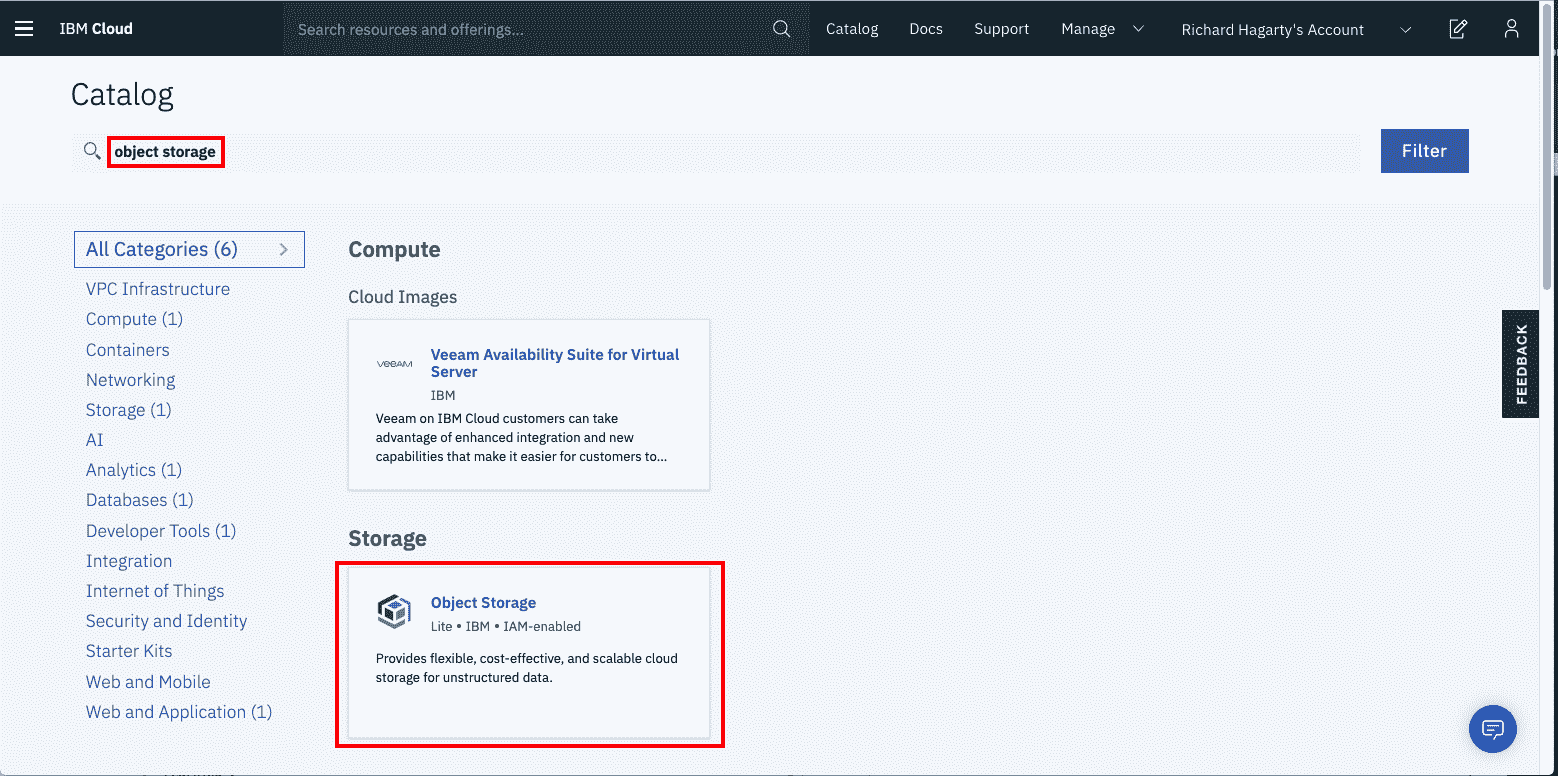 IBM Cloud
Search resources and offerings...
Catalog
Docs
Support
Manage
Richard Hagarty's Account
Catalog
object storage
Filter
All Categories (6)
VPC Infrastructure
Compute (1)
Containers
Networking
Storage (1)
AI
Analytics (1)
Databases (1)
Developer Tools (1)
Integration
Internet of Things
Security and Identity
Starter Kits
Web and Mobile
Web and Application (1)
Compute
Cloud Images
veeam
Veeam Availability Suite for Virtual
Server
IBM
Veeam on IBM Cloud customers can take
advantage of enhanced integration and new
capabilities that make it easier for customers to...
Storage
Object Storage
Lite • IBM • IAM-enabled
Provides flexible, cost-effective, and scalable cloud
storage for unstructured data.
FEEDBACK